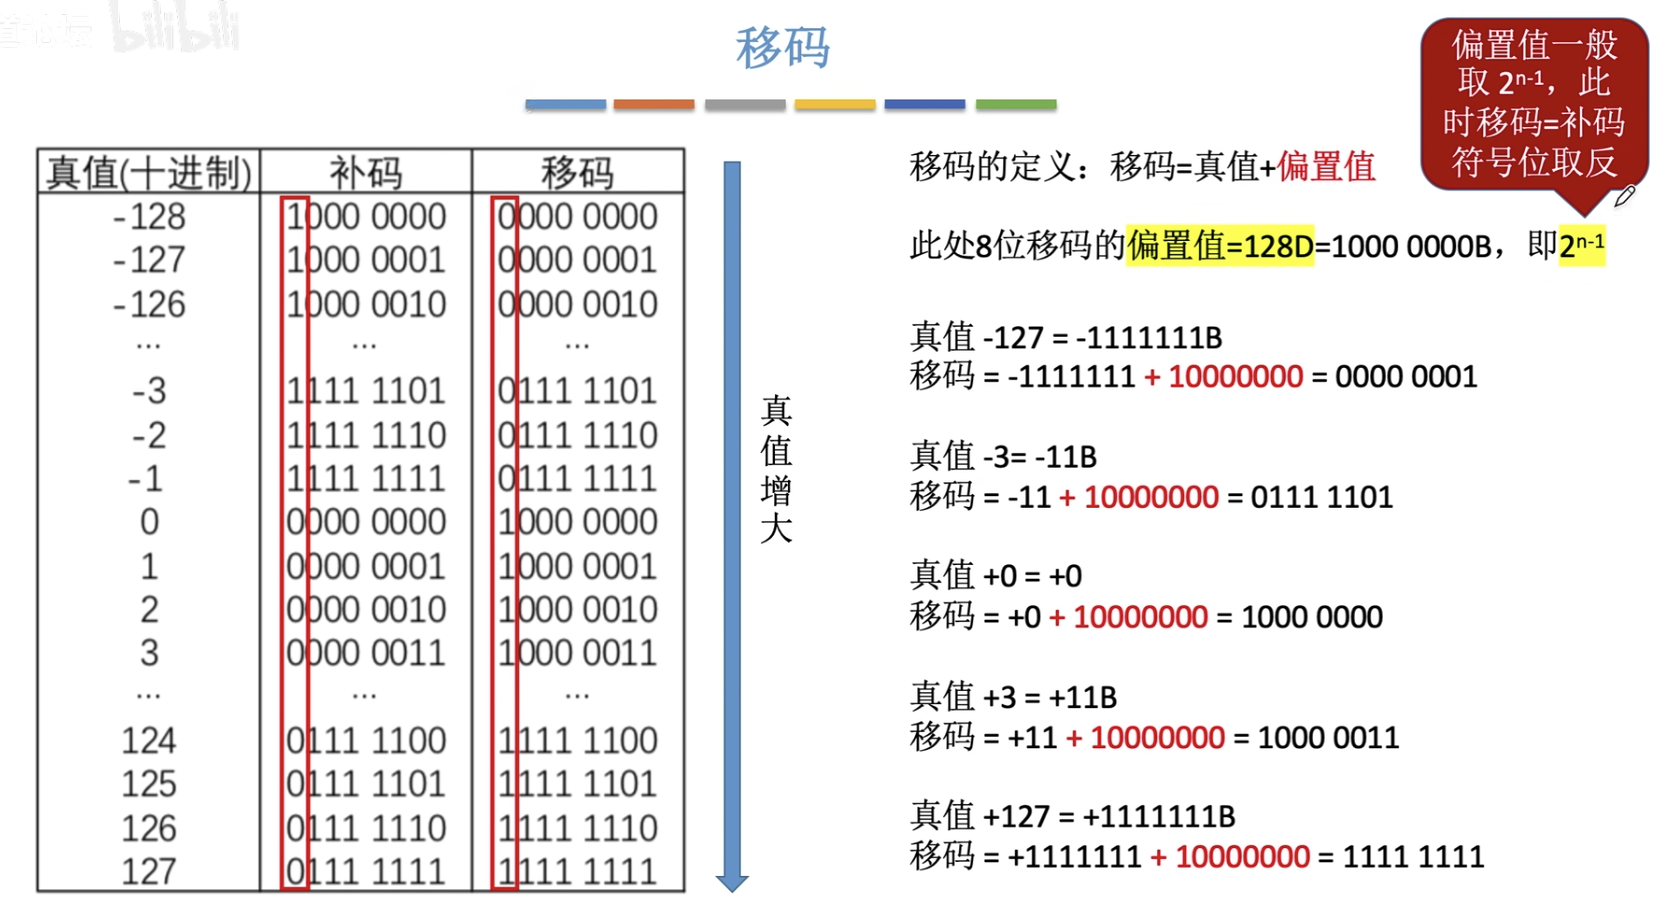 bilibili
移码
偏置值一般
取 2ⁿ⁻¹，此
时移码=补码
符号位取反
真值(十进制) 补码 移码
-128 1000 0000 0000 0000
-127 1000 0001 0000 0001
-126 1000 0010 0000 0010
... ... ...
-3 1111 1101 0111 1101
-2 1111 1110 0111 1110
-1 1111 1111 0111 1111
0 0000 0000 1000 0000
1 0000 0001 1000 0001
2 0000 0010 1000 0010
3 0000 0011 1000 0011
... ... ...
124 0111 1100 1111 1100
125 0111 1101 1111 1101
126 0111 1110 1111 1110
127 0111 1111 1111 1111
真值增大
移码的定义：移码=真值+偏置值
此处8位移码的偏置值=128D=1000 0000B，即2ⁿ⁻¹
真值 -127 = -1111111B
移码 = -1111111 + 10000000 = 0000 0001
真值 -3= -11B
移码 = -11 + 10000000 = 0111 1101
真值 +0 = +0
移码 = +0 + 10000000 = 1000 0000
真值 +3 = +11B
移码 = +11 + 10000000 = 1000 0011
真值 +127 = +1111111B
移码 = +1111111 + 10000000 = 1111 1111